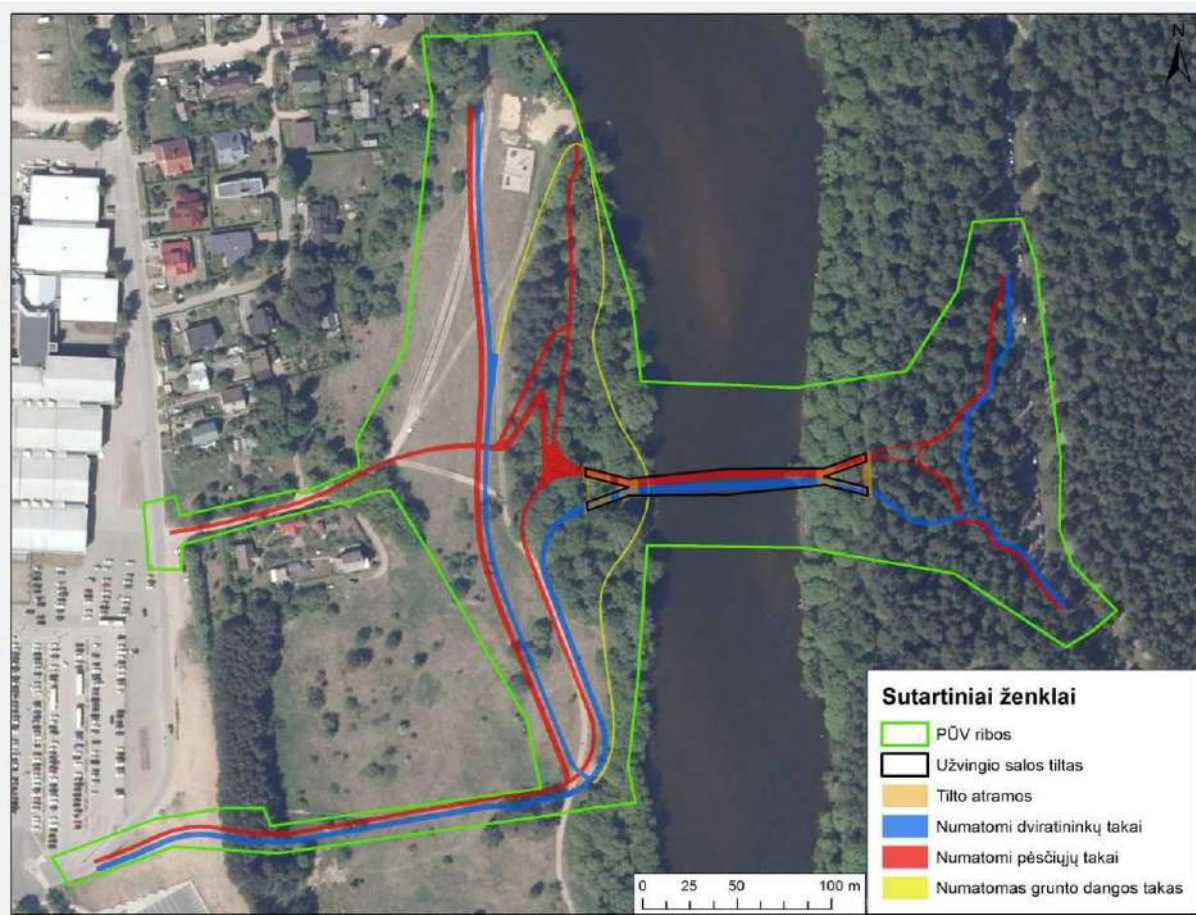 N
Sutartiniai ženklai
PŪV ribos
Užvingio salos tiltas
Tilto atramos
Numatomi dviratininkų takai
Numatomi pėsčiųjų takai
Numatomas grunto dangos takas
0 25 50 100 m